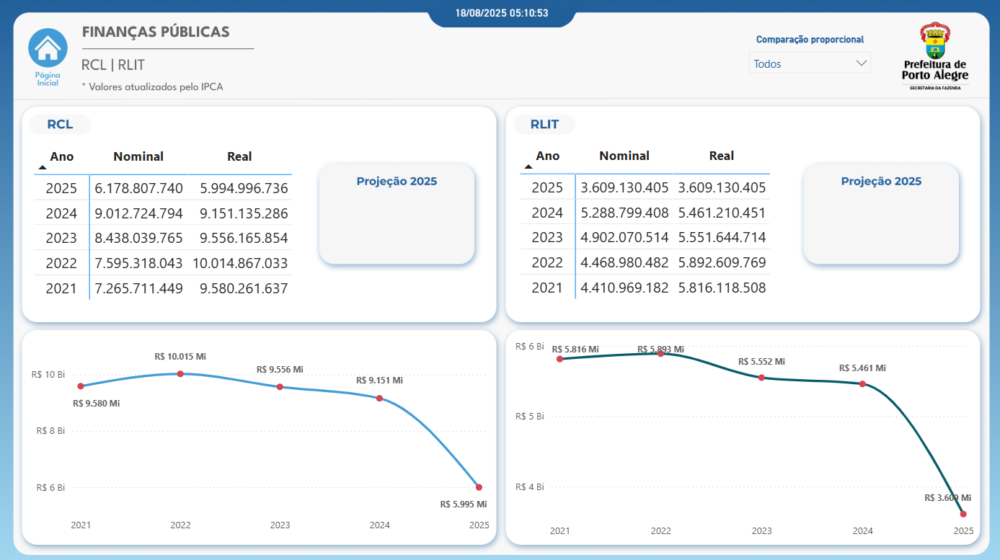 18/08/2025 05:10:53
FINANÇAS PÚBLICAS
RCL | RLIT
* Valores atualizados pelo IPCA
Página
Inicial
Comparação proporcional
Todos
Prefeitura de
Porto Alegre
SECRETARIA DA FAZENDA
RCL
Ano Nominal Real
2025 6.178.807.740 5.994.996.736
2024 9.012.724.794 9.151.135.286
2023 8.438.039.765 9.556.165.854
2022 7.595.318.043 10.014.867.033
2021 7.265.711.449 9.580.261.637
Projeção 2025
RLIT
Ano Nominal Real
2025 3.609.130.405 3.609.130.405
2024 5.288.799.408 5.461.210.451
2023 4.902.070.514 5.551.644.714
2022 4.468.980.482 5.892.609.769
2021 4.410.969.182 5.816.118.508
Projeção 2025
R$ 10 Bi
R$ 8 Bi
R$ 6 Bi
R$ 9.580 Mi
R$ 10.015 Mi
R$ 9.556 Mi
R$ 9.151 Mi
R$ 5.995 Mi
2021 2022 2023 2024 2025
R$ 6 Bi
R$ 5 Bi
R$ 4 Bi
R$ 5.816 Mi
R$ 5.893 Mi
R$ 5.552 Mi
R$ 5.461 Mi
R$ 3.609 Mi
2021 2022 2023 2024 2025